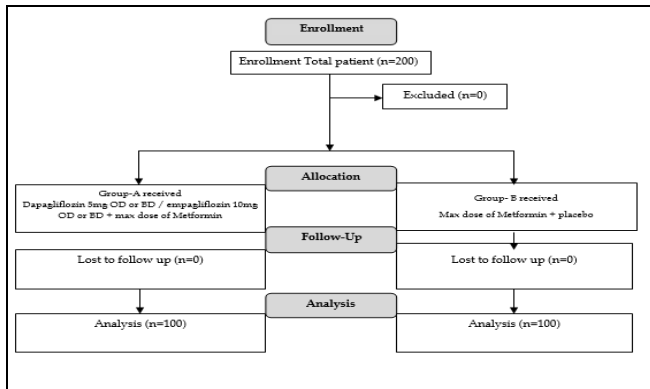 Enrollment
Enrollment Total patient (n=200)
Excluded (n=0)
Allocation
Group-A received
Dapagliflozin 5mg OD or BD / empagliflozin 10mg
OD or BD + max dose of Metformin
Group- B received
Max dose of Metformin + placebo
Follow-Up
Lost to follow up (n=0)
Lost to follow up (n=0)
Analysis
Analysis (n=100)
Analysis (n=100)